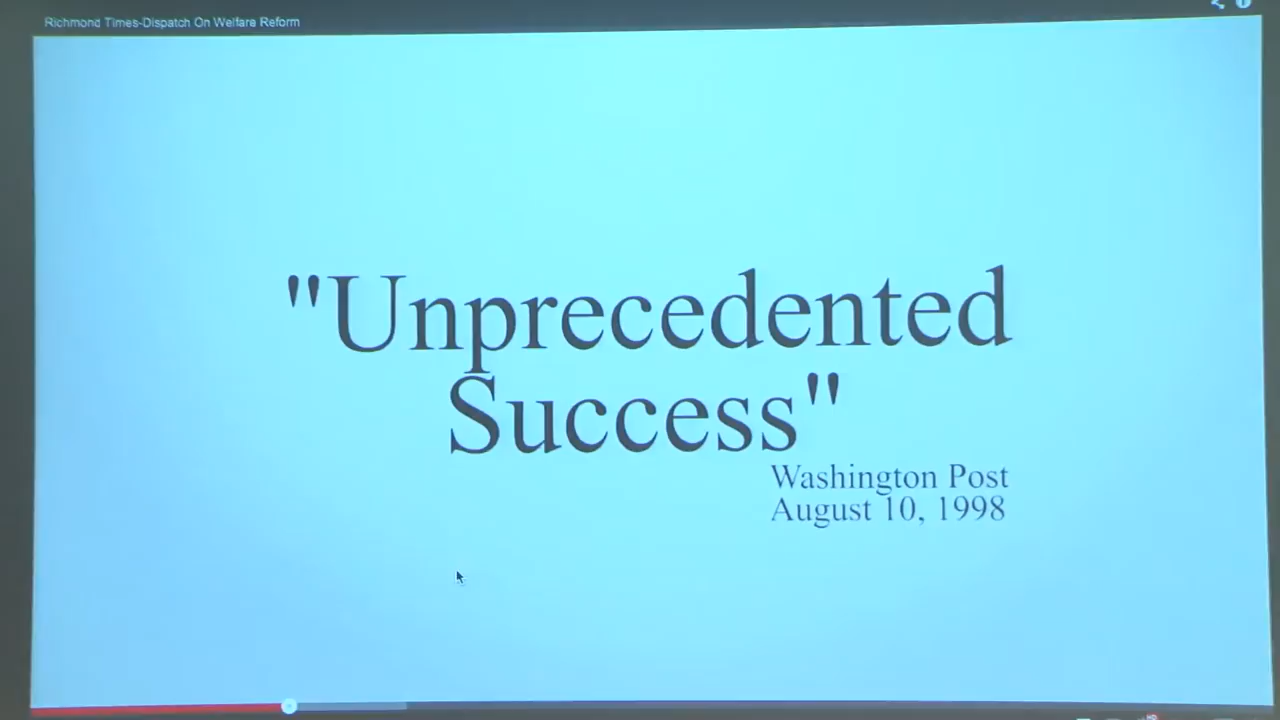 Richmond Times-Dispatch On Welfare Reform
"Unprecedented
Success"
Washington Post
August 10, 1998